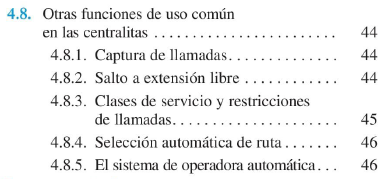 4.8. Otras funciones de uso común
en las centralitas ........................ 44
4.8.1. Captura de llamadas............... 44
4.8.2. Salto a extensión libre ............ 44
4.8.3. Clases de servicio y restricciones
de llamadas........................ 45
4.8.4. Selección automática de ruta ....... 46
4.8.5. El sistema de operadora automática... 46